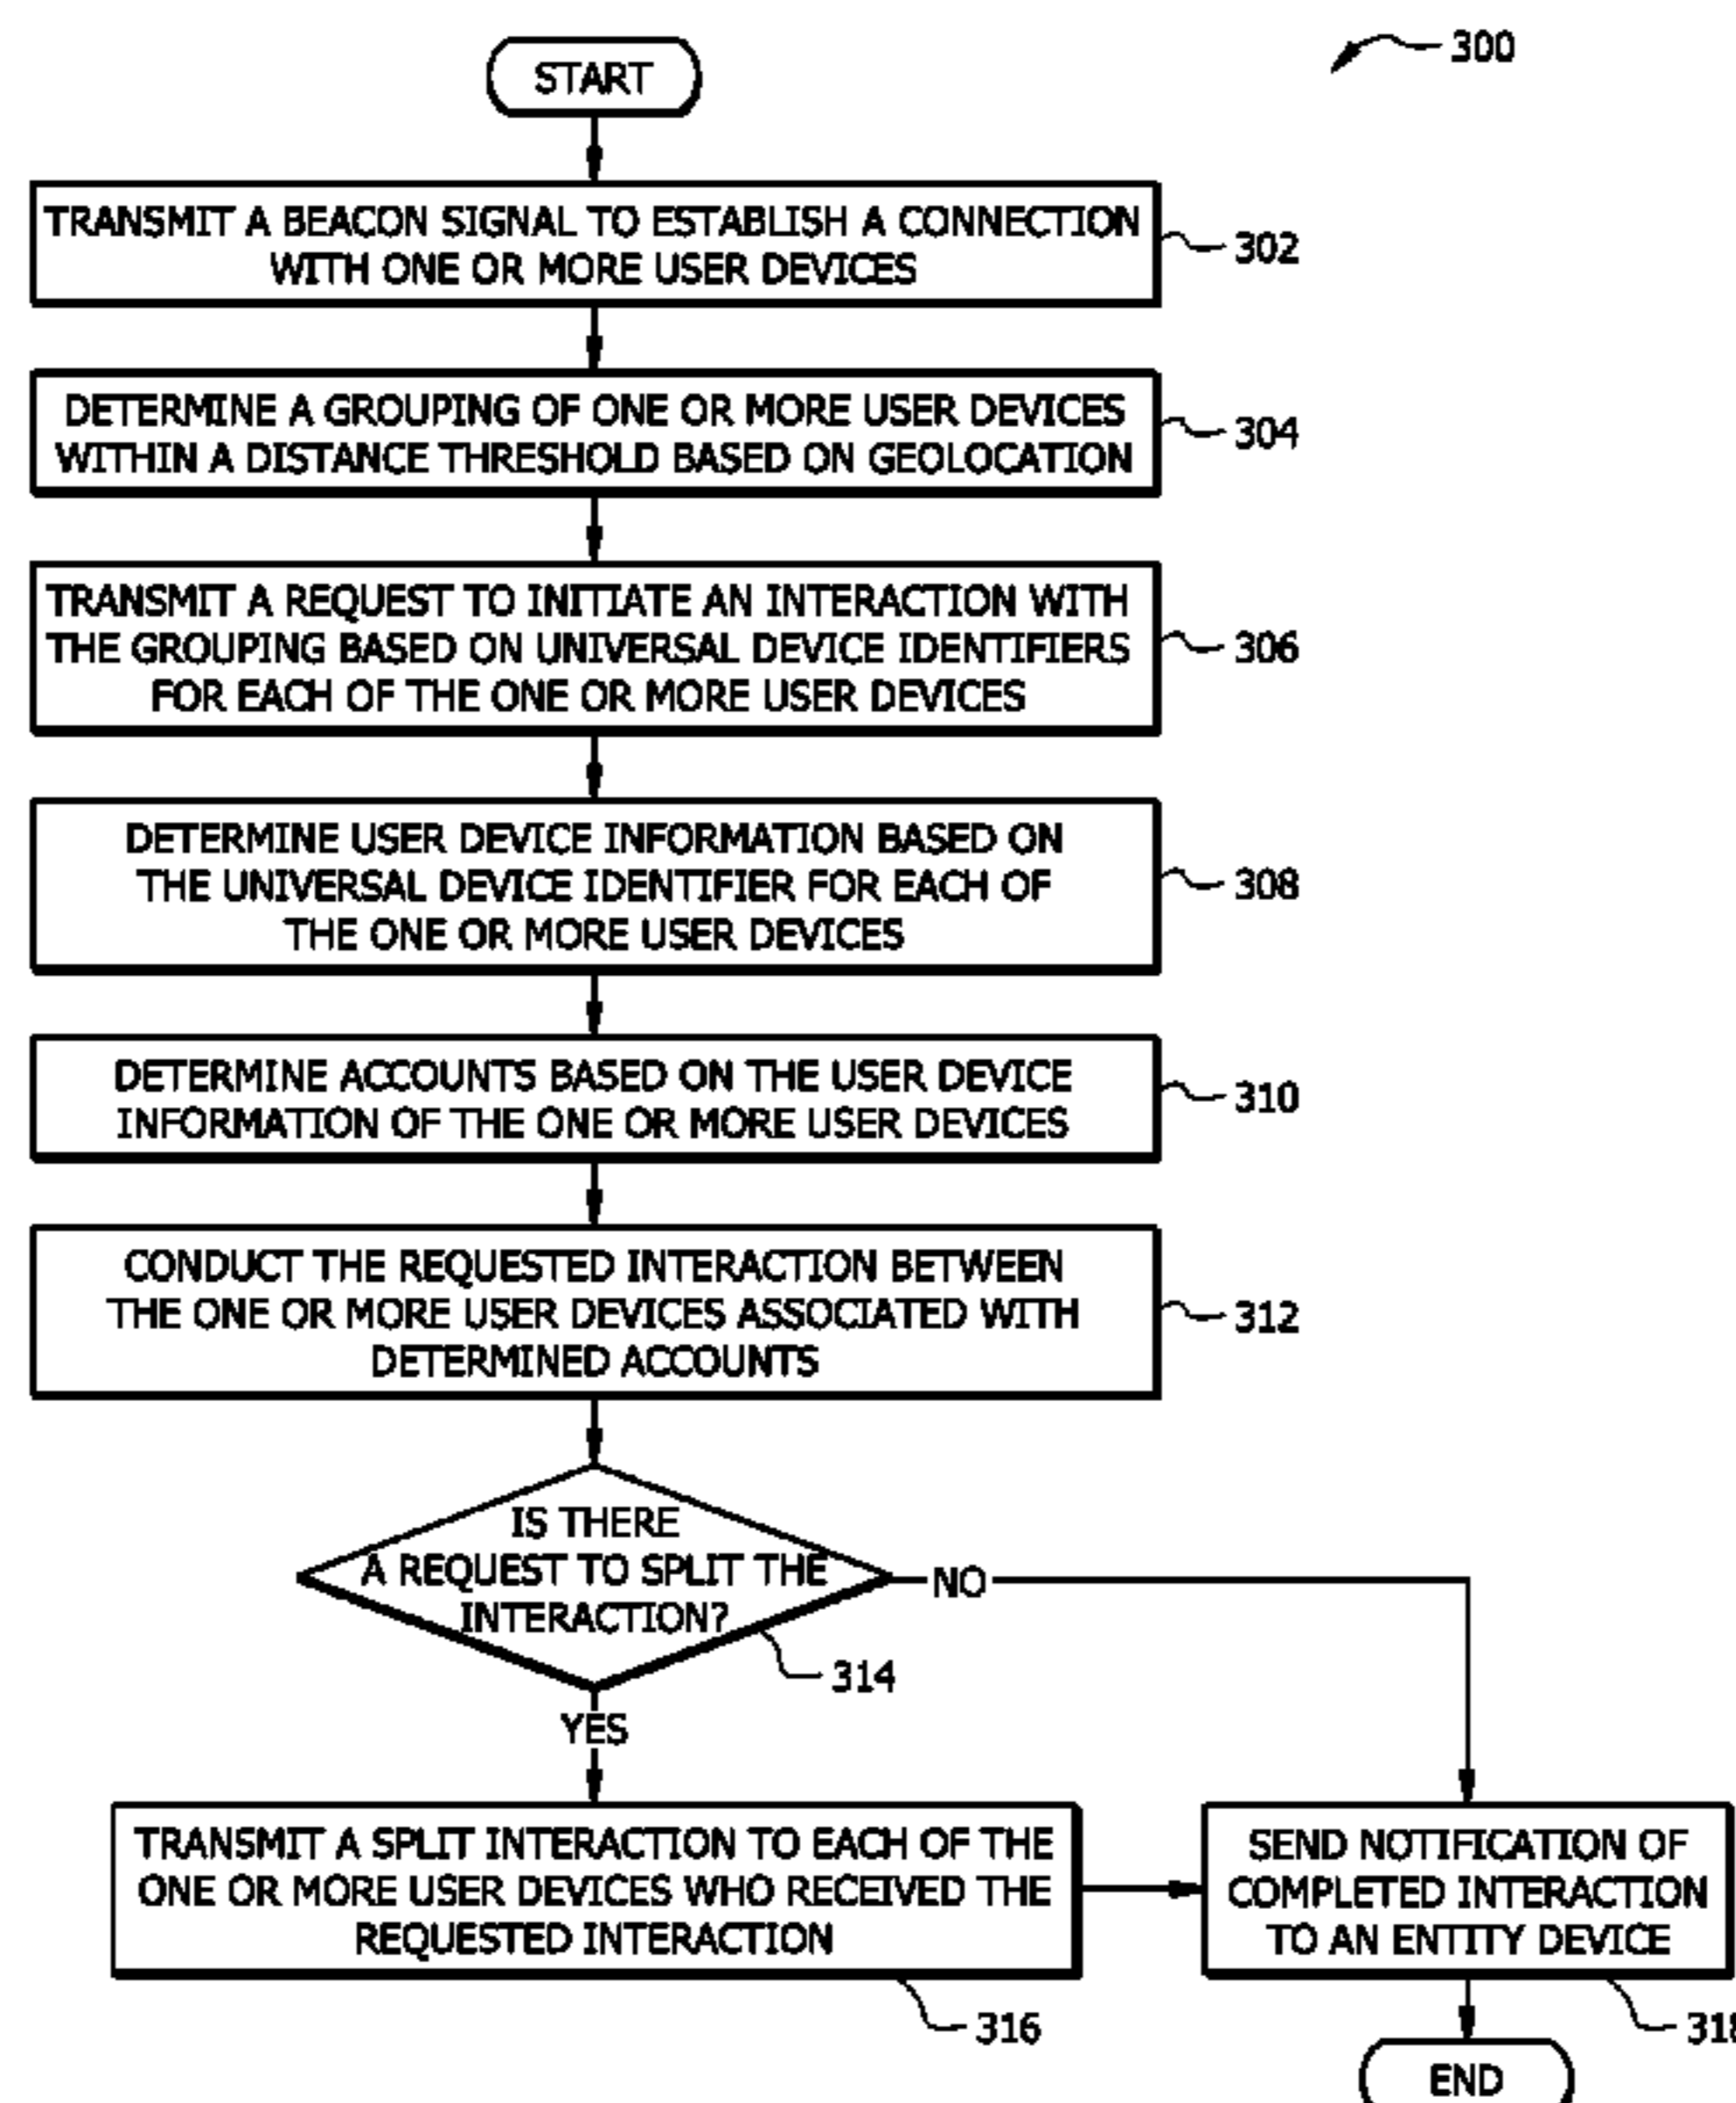 300
START
TRANSMIT A BEACON SIGNAL TO ESTABLISH A CONNECTION
WITH ONE OR MORE USER DEVICES
302
DETERMINE A GROUPING OF ONE OR MORE USER DEVICES
WITHIN A DISTANCE THRESHOLD BASED ON GEOLOCATION
304
TRANSMIT A REQUEST TO INITIATE AN INTERACTION WITH
THE GROUPING BASED ON UNIVERSAL DEVICE IDENTIFIERS
FOR EACH OF THE ONE OR MORE USER DEVICES
306
DETERMINE USER DEVICE INFORMATION BASED ON
THE UNIVERSAL DEVICE IDENTIFIER FOR EACH OF
THE ONE OR MORE USER DEVICES
308
DETERMINE ACCOUNTS BASED ON THE USER DEVICE
INFORMATION OF THE ONE OR MORE USER DEVICES
310
CONDUCT THE REQUESTED INTERACTION BETWEEN
THE ONE OR MORE USER DEVICES ASSOCIATED WITH
DETERMINED ACCOUNTS
312
IS THERE
A REQUEST TO SPLIT THE
INTERACTION?
NO
314
YES
TRANSMIT A SPLIT INTERACTION TO EACH OF THE
ONE OR MORE USER DEVICES WHO RECEIVED THE
REQUESTED INTERACTION
316
SEND NOTIFICATION OF
COMPLETED INTERACTION
TO AN ENTITY DEVICE
318
END